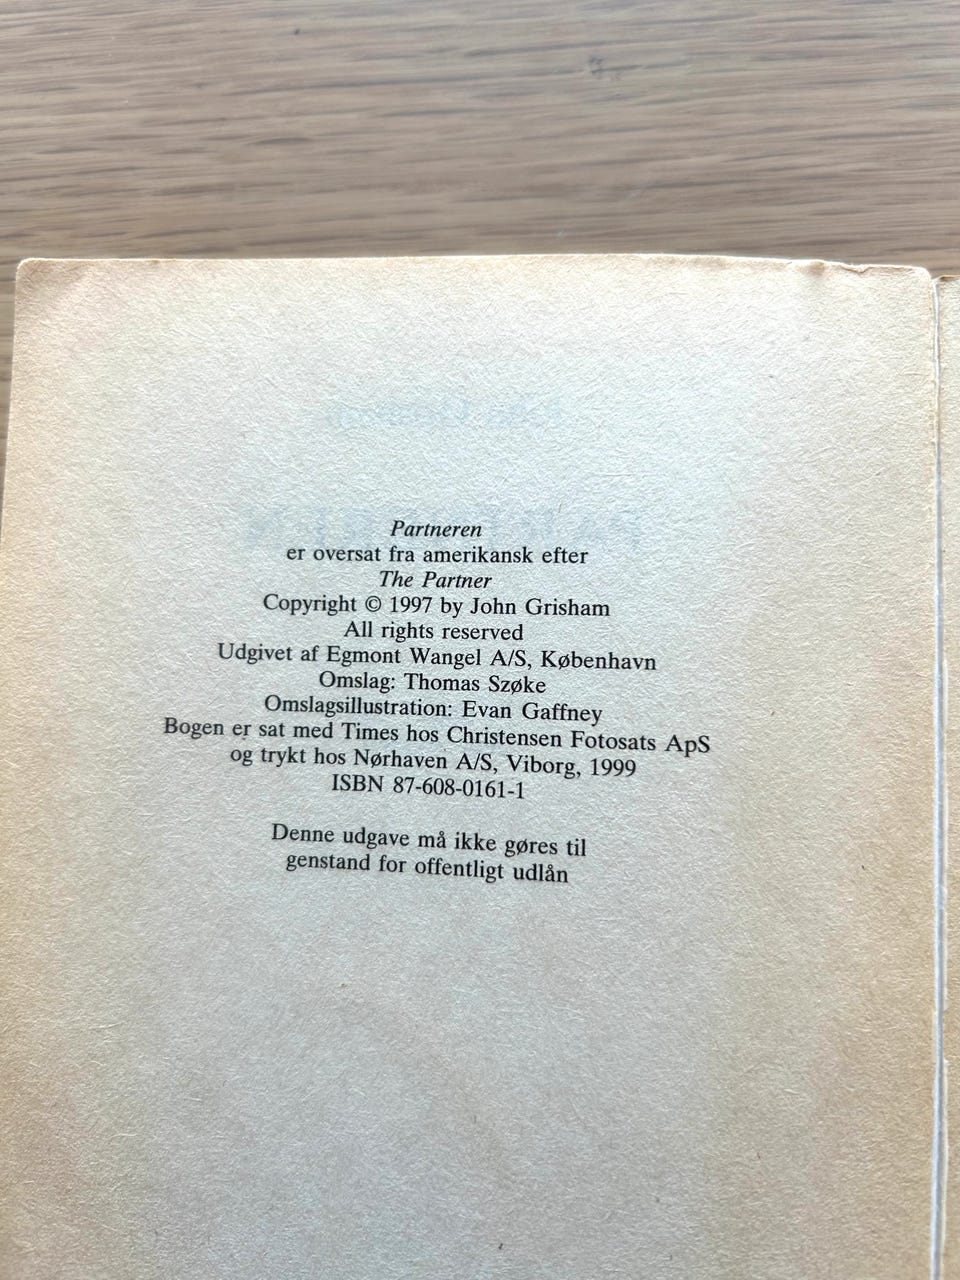 Partneren
er oversat fra amerikansk efter
The Partner
Copyright © 1997 by John Grisham
All rights reserved
Udgivet af Egmont Wangel A/S, København
Omslag: Thomas Szøke
Omslagsillustration: Evan Gaffney
Bogen er sat med Times hos Christensen Fotosats ApS
og trykt hos Nørhaven A/S, Viborg, 1999
ISBN 87-608-0161-1
Denne udgave må ikke gøres til
genstand for offentligt udlån